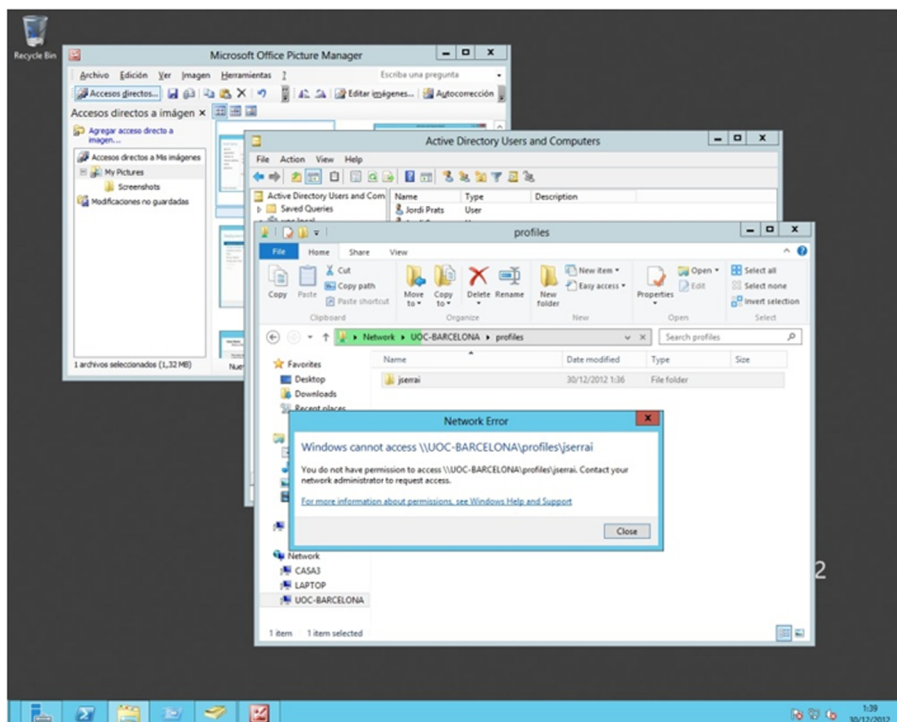 Recycle Bin
Microsoft Office Picture Manager
Archivo Edición Ver Imagen Herramientas ? Escriba una pregunta
Accesos directos... Editar imágenes... Autocorrección
Accesos directos a imágen
Agregar acceso directo a
imagen...
Accesos directos a Mis imágenes
My Pictures
Screenshots
Modificaciones no guardadas
1 archivos seleccionados (1,32 MB)
Active Directory Users and Computers
File Action View Help
Active Directory Users and Com Name Type Description
Saved Queries Jordi Prats User
profiles
File Home Share View
Copy Paste Cut Copy path Paste shortcut
Move to Copy to Delete Rename
New folder New item Easy access
Properties Open Edit
Select all Select none Invert selection
Clipboard Organize New Open Select
Network UOC-BARCELONA profiles Search profiles
Name Date modified Type Size
jserrai 30/12/2012 1:36 File folder
Favorites
Desktop
Downloads
Recent places
Network Error
Windows cannot access \\UOC-BARCELONA\profiles\jserrai
You do not have permission to access \\UOC-BARCELONA\profiles\jserrai. Contact your
network administrator to request access.
For more information about permissions, see Windows Help and Support
Close
Network
CASA3
LAPTOP
UOC-BARCELONA
1 item 1 item selected
2
1:39
30/12/2012